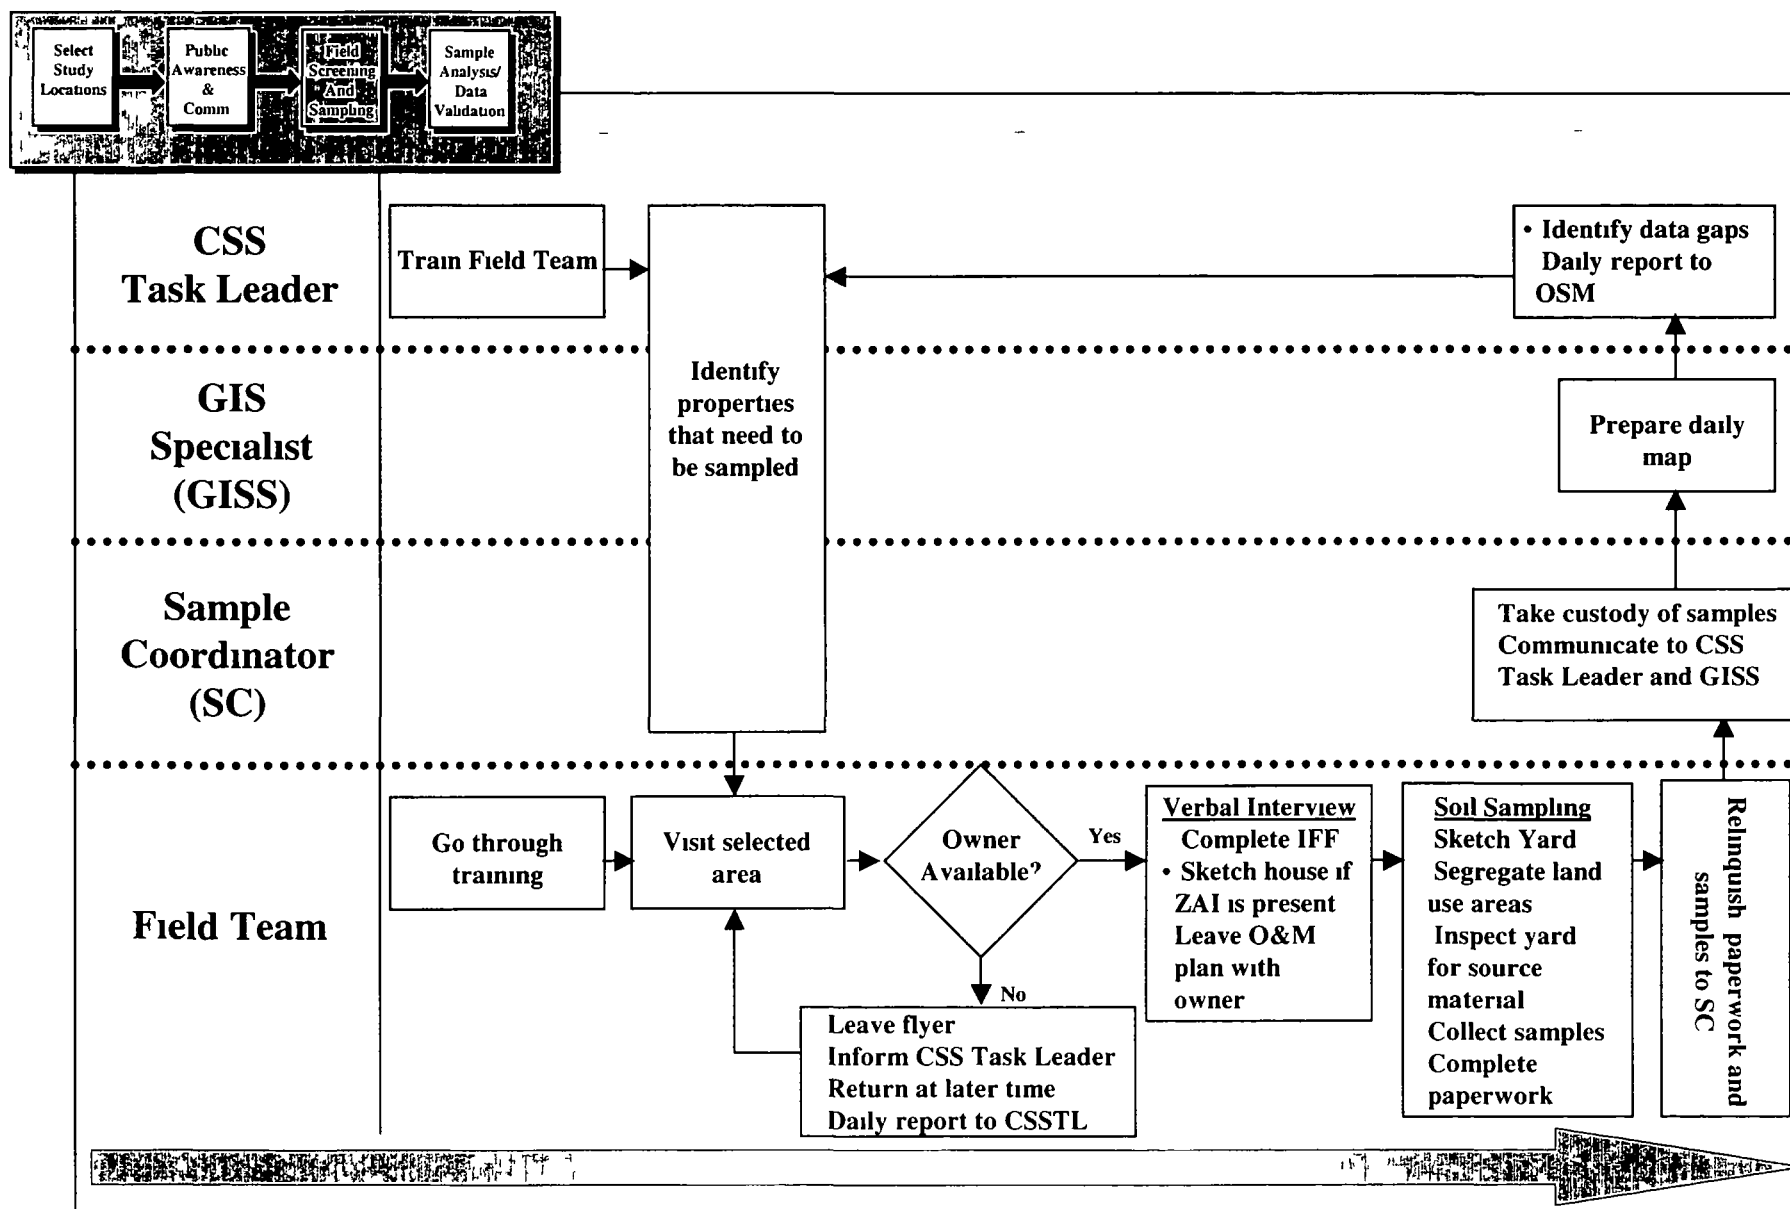 Select
Study
Locations
Public
Awareness
&
Comm
Field
Screening
And
Sampling
Sample
Analysis/
Data
Validation
CSS
Task Leader
Train Field Team
Identify
properties
that need to
be sampled
• Identify data gaps
Daily report to
OSM
GIS
Specialist
(GISS)
Prepare daily
map
Sample
Coordinator
(SC)
Take custody of samples
Communicate to CSS
Task Leader and GISS
Field Team
Go through
training
Visit selected
area
Owner
Available?
Yes
No
Leave flyer
Inform CSS Task Leader
Return at later time
Daily report to CSSTL
Verbal Interview
Complete IFF
• Sketch house if
ZAI is present
Leave O&M
plan with
owner
Soil Sampling
Sketch Yard
Segregate land
use areas
Inspect yard
for source
material
Collect samples
Complete
paperwork
Relinquish paperwork and
samples to SC